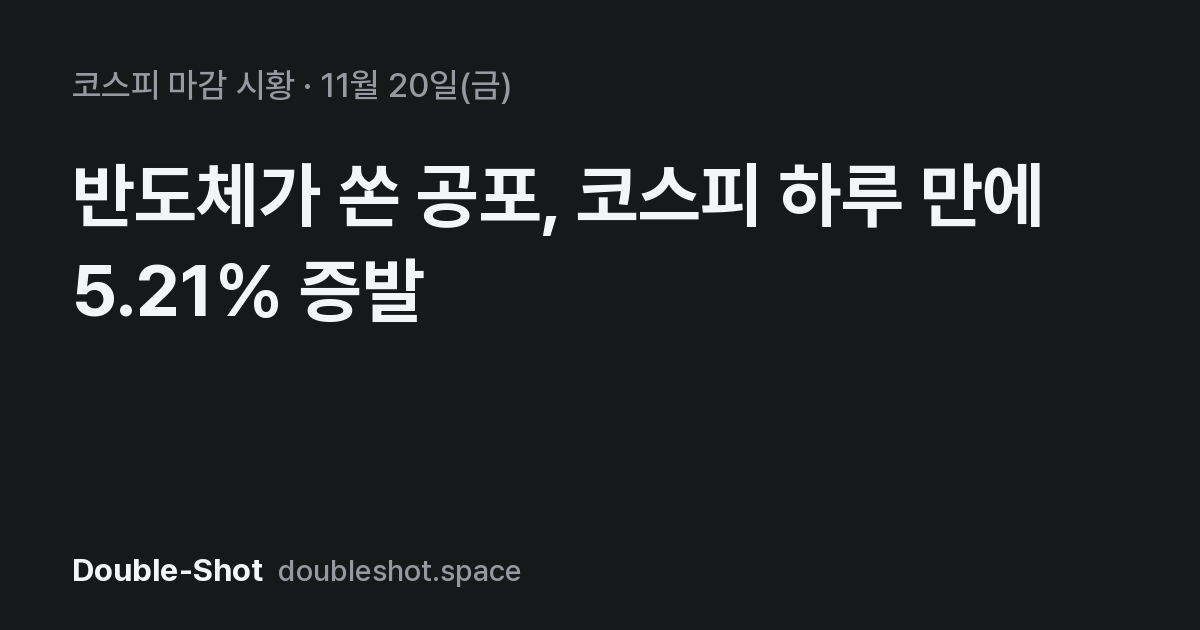 코스피 마감 시황 · 11월 20일(금)
반도체가 쏜 공포, 코스피 하루 만에
5.21% 증발
Double-Shot doubleshot.space